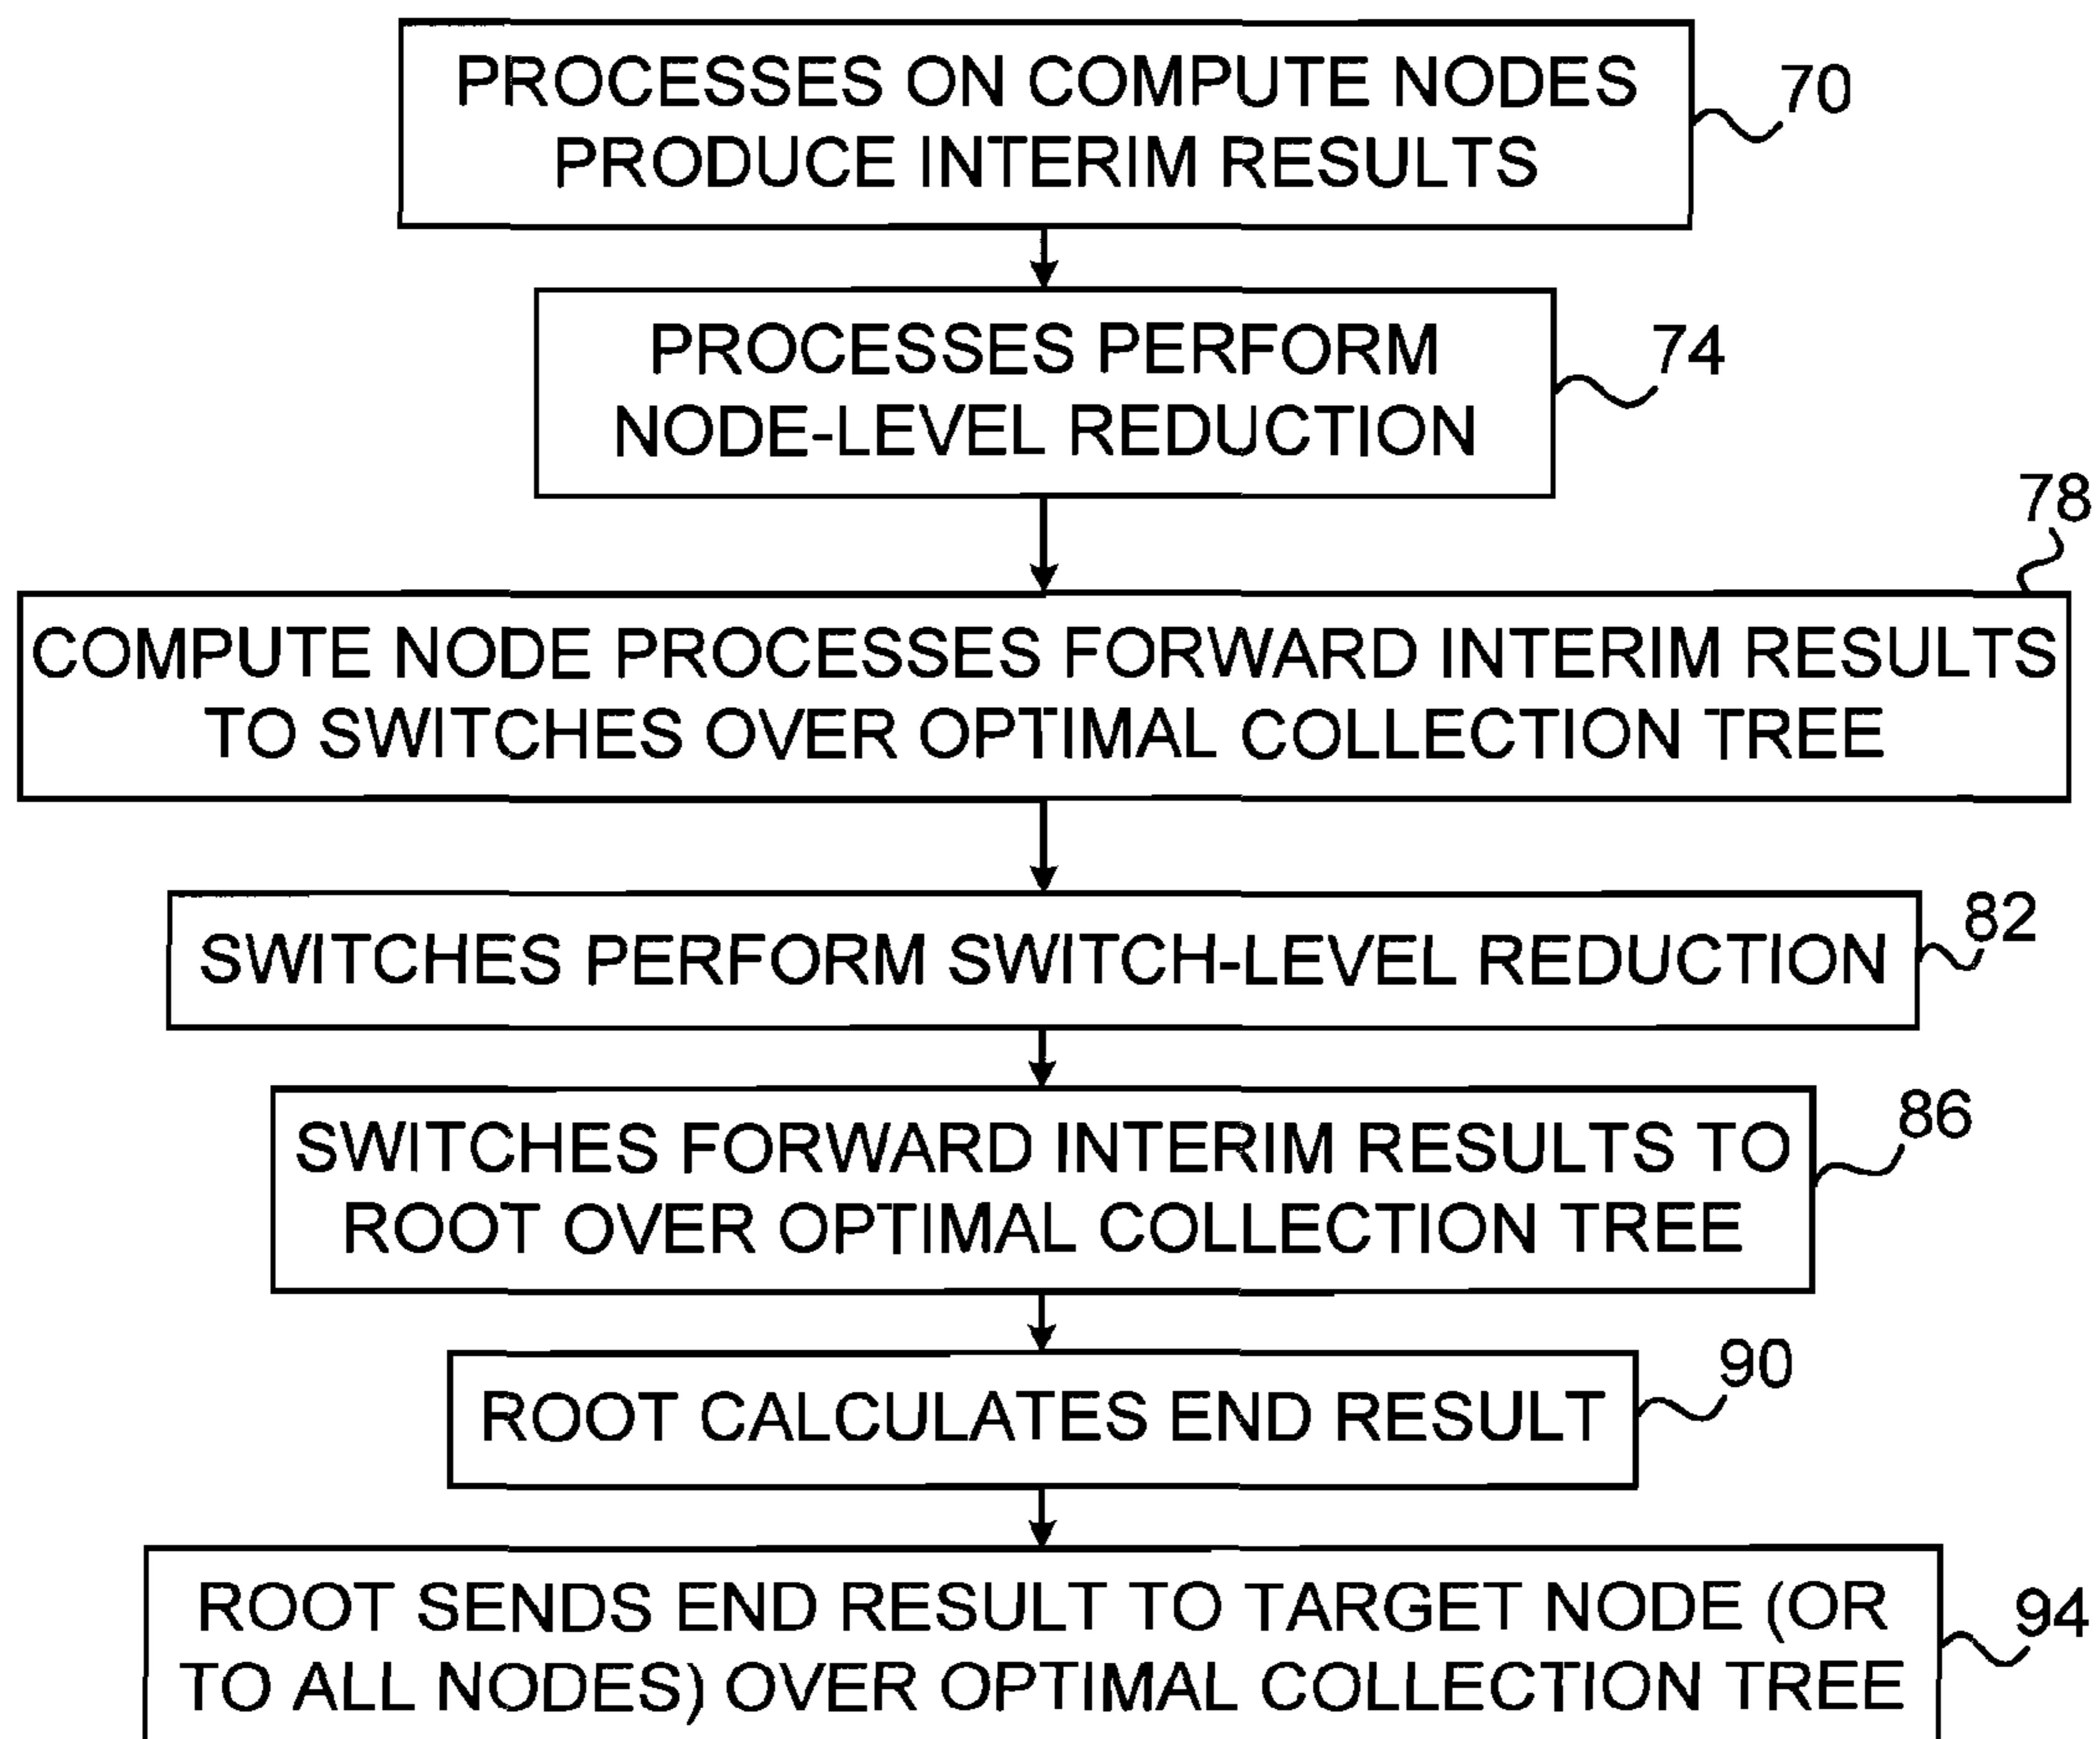 PROCESSES ON COMPUTE NODES
PRODUCE INTERIM RESULTS
70
PROCESSES PERFORM
NODE-LEVEL REDUCTION
74
78
COMPUTE NODE PROCESSES FORWARD INTERIM RESULTS
TO SWITCHES OVER OPTIMAL COLLECTION TREE
SWITCHES PERFORM SWITCH-LEVEL REDUCTION
82
SWITCHES FORWARD INTERIM RESULTS TO
ROOT OVER OPTIMAL COLLECTION TREE
86
ROOT CALCULATES END RESULT
90
ROOT SENDS END RESULT TO TARGET NODE (OR
TO ALL NODES) OVER OPTIMAL COLLECTION TREE
94